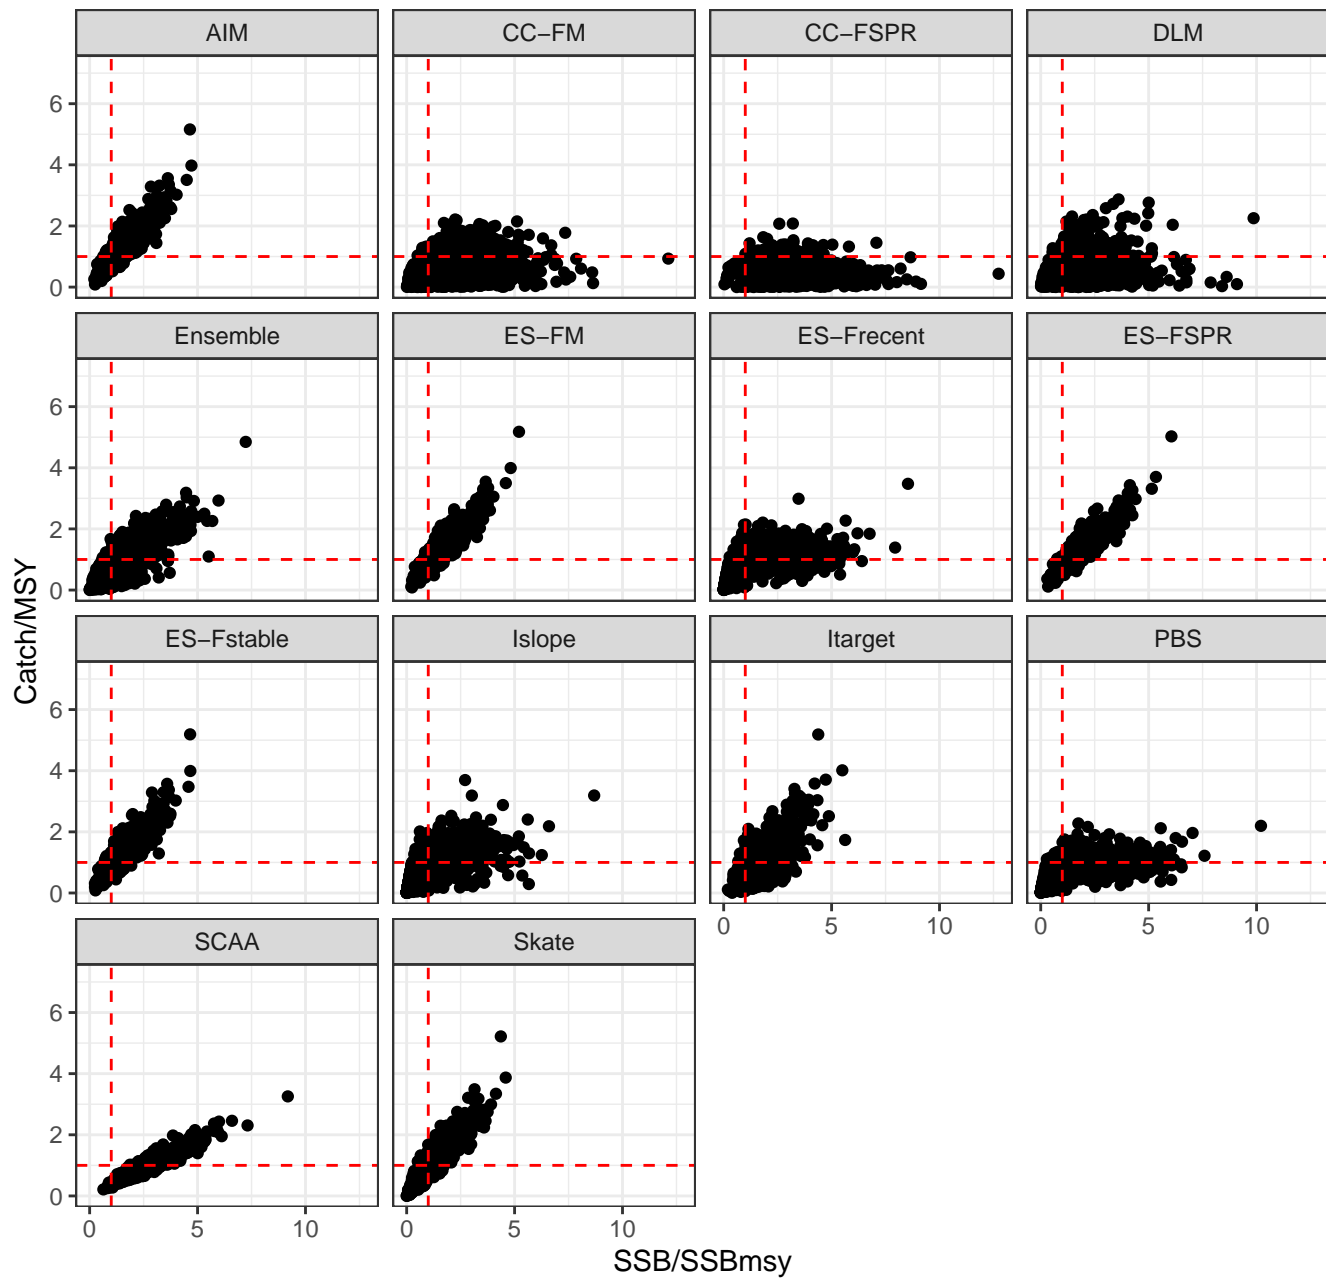 AIM CC−FM CC−FSPR DLM
6
4
2
0
Ensemble ES−FM ES−Frecent ES−FSPR
6
4
2
0
Catch/MSY
ES−Fstable Islope Itarget PBS
6
4
2
0
0 5 10 0 5 10
SCAA Skate
6
4
2
0
0 5 10 0 5 10
SSB/SSBmsy